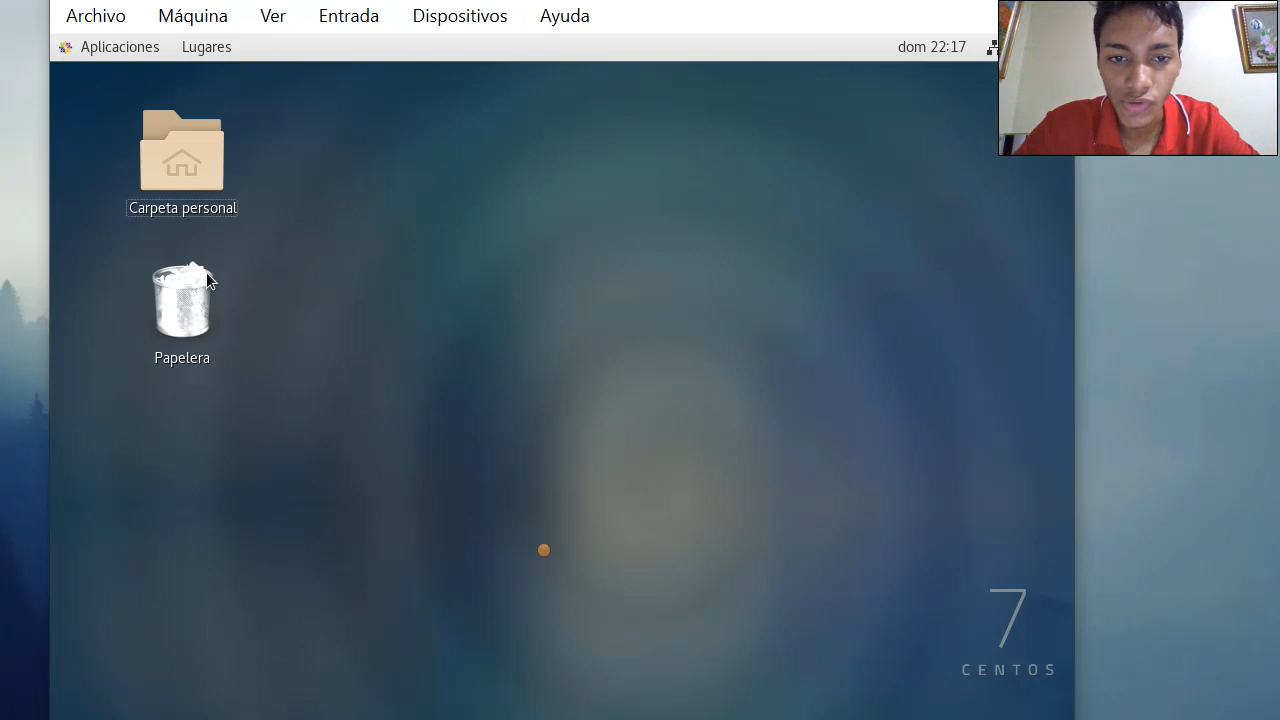 Archivo Máquina Ver Entrada Dispositivos Ayuda
Aplicaciones Lugares dom 22:17
Carpeta personal
Papelera
7
CENTOS